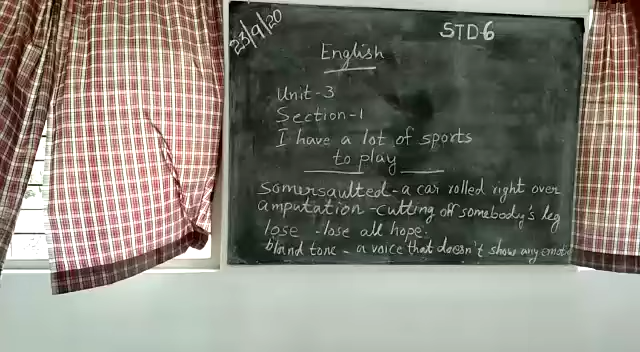 23/9/20
STD-6
English
Unit-3
Section-1
I have a lot of sports
to play
somersaulted - a car rolled right over
amputation - cutting off somebody's leg
lose - lose all hope.
bland tone - a voice that doesn't show any emoti